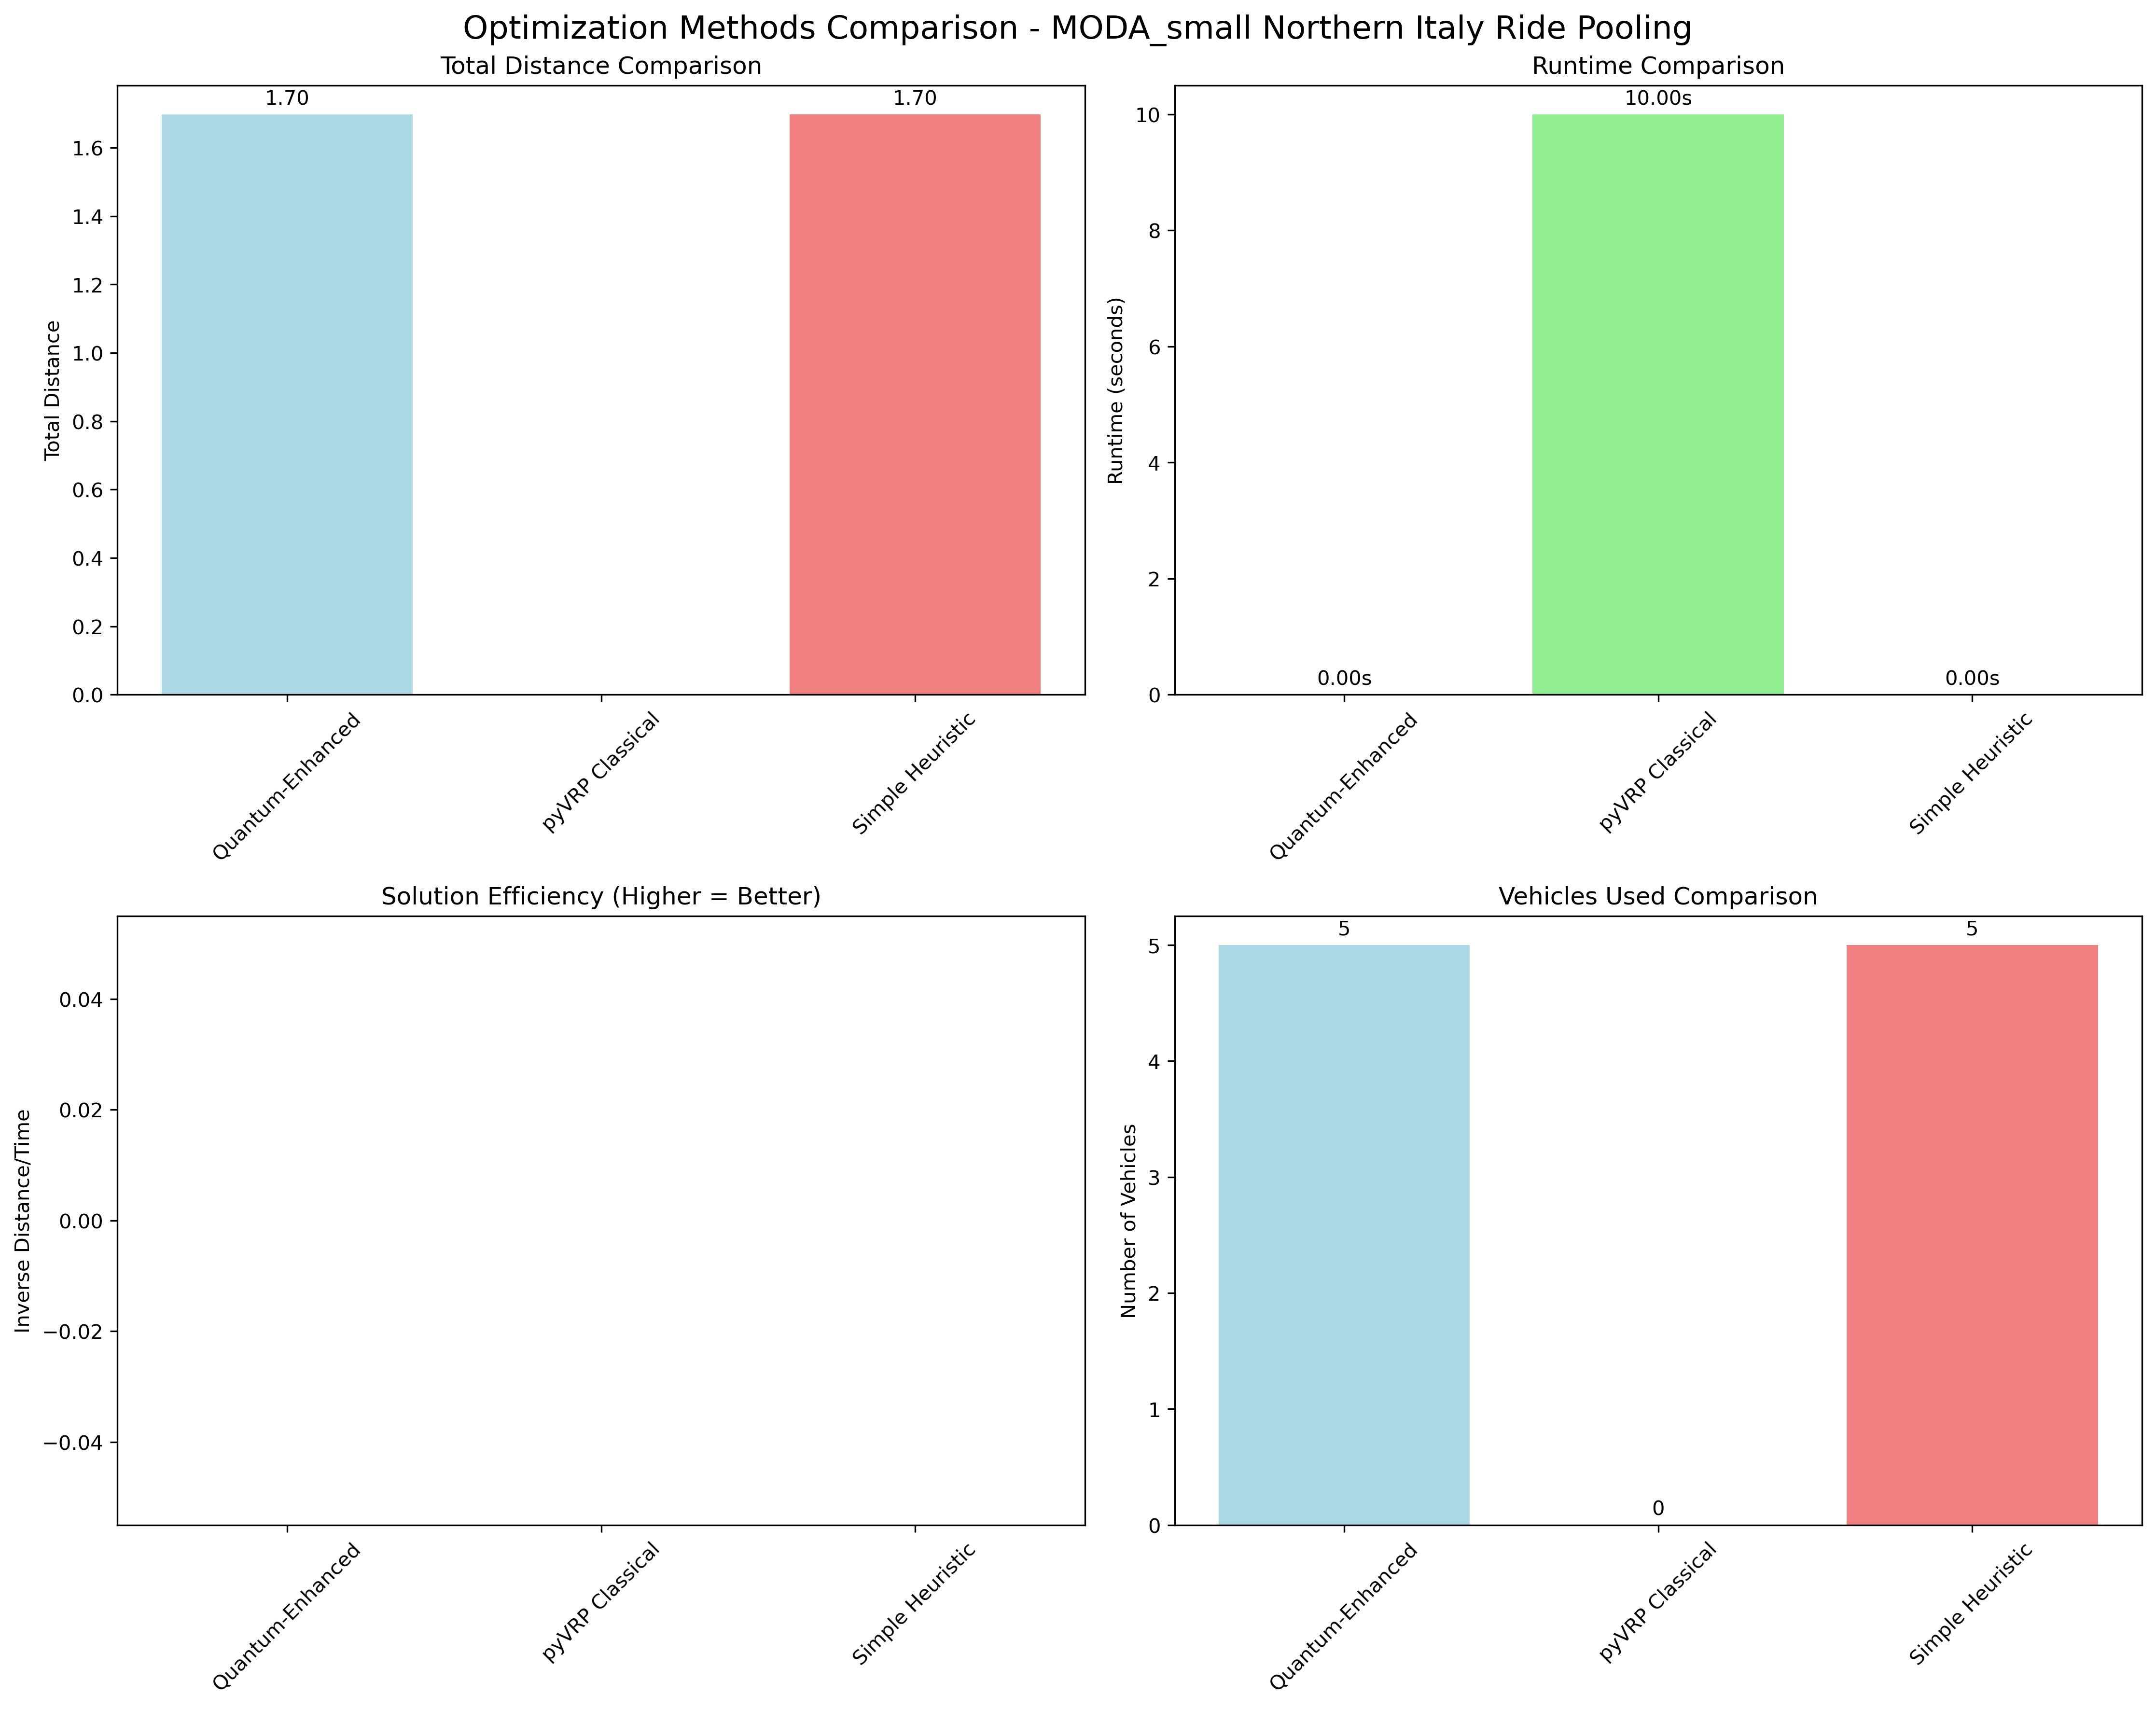 Optimization Methods Comparison - MODA_small Northern Italy Ride Pooling
Total Distance Comparison
1.70
1.70
Total Distance
1.6
1.4
1.2
1.0
0.8
0.6
0.4
0.2
0.0
Quantum-Enhanced
pyVRP Classical
Simple Heuristic
Runtime Comparison
10.00s
0.00s
0.00s
Runtime (seconds)
10
8
6
4
2
0
Quantum-Enhanced
pyVRP Classical
Simple Heuristic
Solution Efficiency (Higher = Better)
Inverse Distance/Time
0.04
0.02
0.00
−0.02
−0.04
Quantum-Enhanced
pyVRP Classical
Simple Heuristic
Vehicles Used Comparison
5
0
5
Number of Vehicles
5
4
3
2
1
0
Quantum-Enhanced
pyVRP Classical
Simple Heuristic